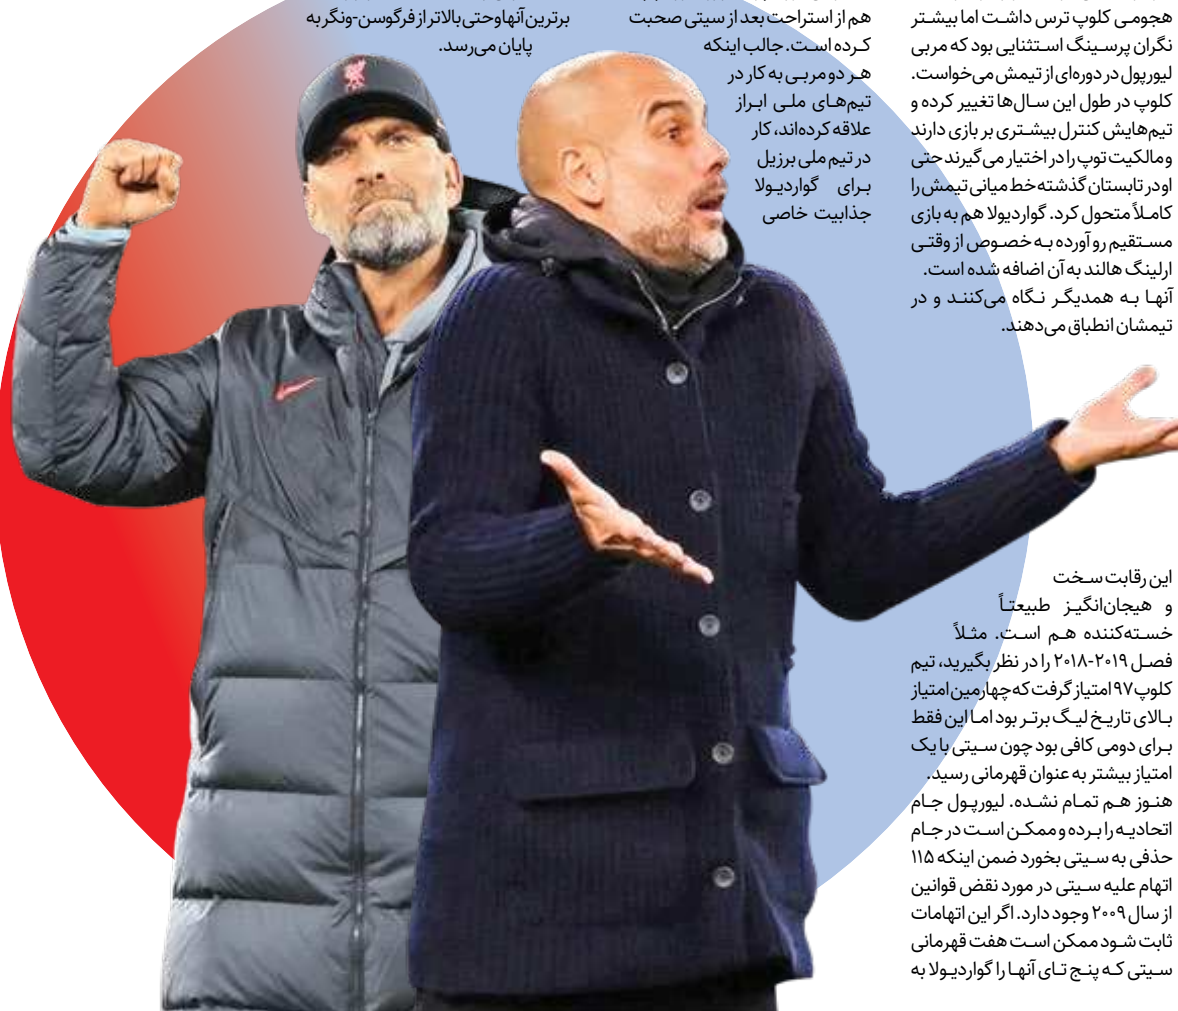 هجومی کلوپ ترس داشت اما بیشتر
نگران پرسینگ استثنایی بود که مربی
لیورپول در دوره‌ای از تیمش می‌خواست.
کلوپ در طول این سال‌ها تغییر کرده و
تیم‌هایش کنترل بیشتری بر بازی دارند
و مالکیت توپ را در اختیار می‌گیرند حتی
او در تابستان گذشته خط میانی تیمش را
کاملاً متحول کرد. گواردیولا هم به بازی
مستقیم رو آورده به خصوص از وقتی
ارلینگ هالند به آن اضافه شده است.
آنها به همدیگر نگاه می‌کنند و در
تیمشان انطباق می‌دهند.
این رقابت سخت
و هیجان‌انگیز طبیعتاً
خسته‌کننده هم است. مثلاً
فصل ۲۰۱۹-۲۰۱۸ را در نظر بگیرید، تیم
کلوپ ۹۷ امتیاز گرفت که چهارمین امتیاز
بالای تاریخ لیگ برتر بود اما این فقط
برای دومی کافی بود چون سیتی با یک
امتیاز بیشتر به عنوان قهرمانی رسید.
هنوز هم تمام نشده. لیورپول جام
اتحادیه را برده و ممکن است در جام
حذفی به سیتی بخورد ضمن اینکه ۱۱۵
اتهام علیه سیتی در مورد نقض قوانین
از سال ۲۰۰۹ وجود دارد. اگر این اتهامات
ثابت شود ممکن است هفت قهرمانی
سیتی که پنج تای آنها را گواردیولا به
هم از استراحت بعد از سیتی صحبت
کرده است. جالب اینکه
هر دو مربی به کار در
تیم‌های ملی ابراز
علاقه کرده‌اند، کار
در تیم ملی برزیل
برای گواردیولا
جذابیت خاصی
برترین آنها و حتی بالاتر از فرگوسن-ونگر به
پایان می‌رسد.